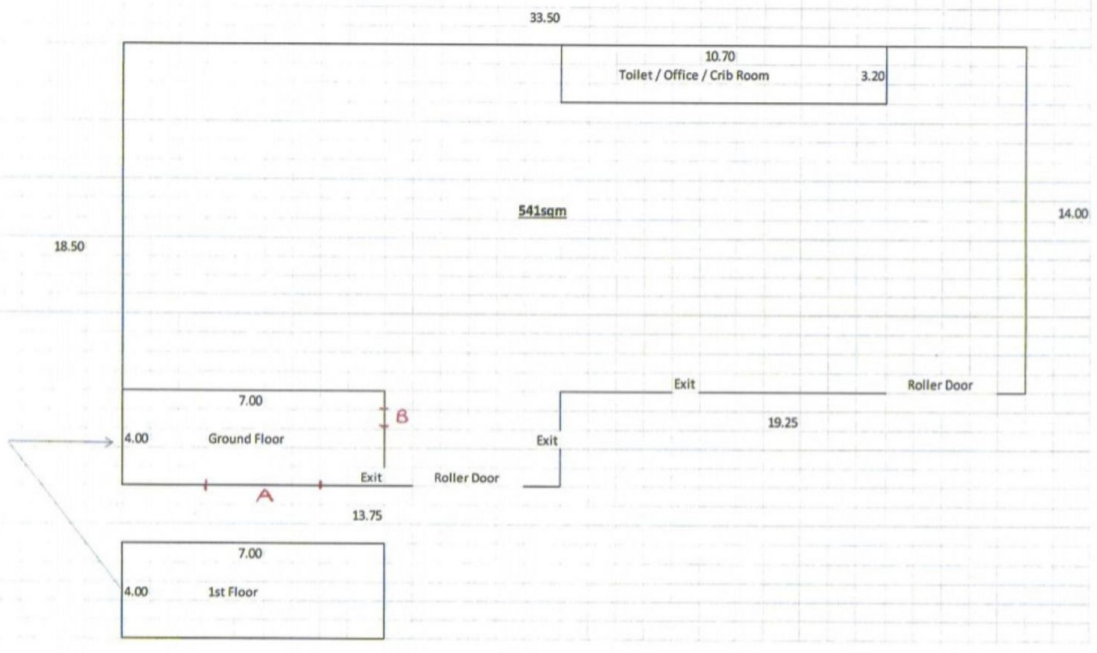 33.50
10.70
Toilet / Office / Crib Room 3.20
541sqm
14.00
18.50
Exit Roller Door
7.00
B
19.25
4.00 Ground Floor Exit
Exit Roller Door
A
13.75
7.00
4.00 1st Floor